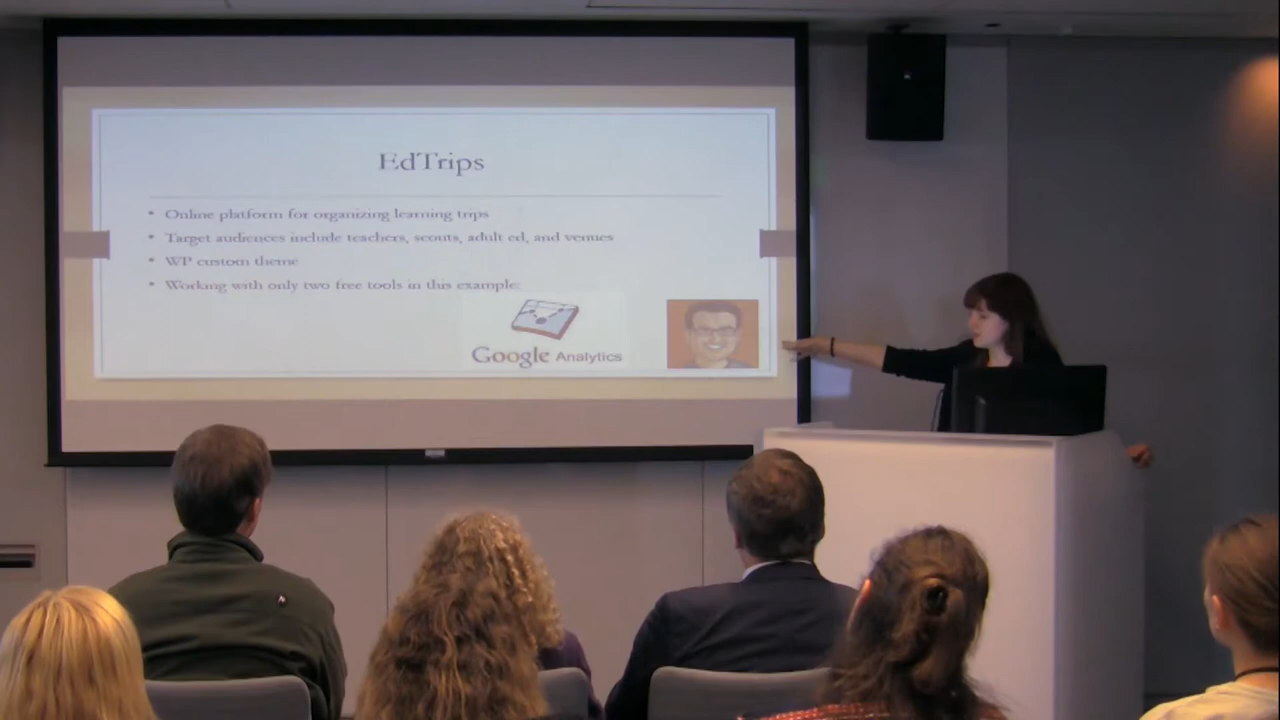 EdTrips
• Online platform for organizing learning trips
• Target audiences include teachers, scouts, adult ed, and venues
• WP custom theme
• Working with only two free tools in this example:
Google Analytics